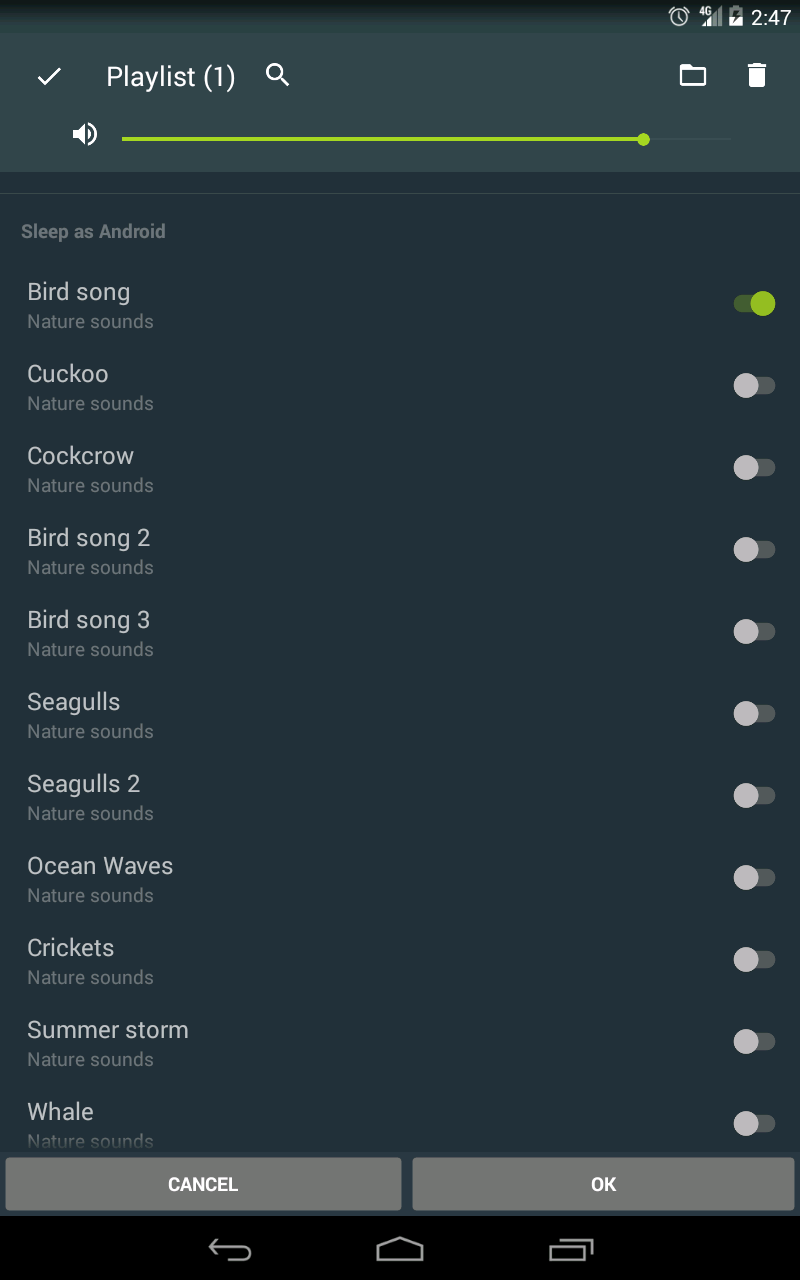 4G 2:47
Playlist (1)
Sleep as Android
Bird song
Nature sounds
Cuckoo
Nature sounds
Cockcrow
Nature sounds
Bird song 2
Nature sounds
Bird song 3
Nature sounds
Seagulls
Nature sounds
Seagulls 2
Nature sounds
Ocean Waves
Nature sounds
Crickets
Nature sounds
Summer storm
Nature sounds
Whale
Nature sounds
CANCEL OK